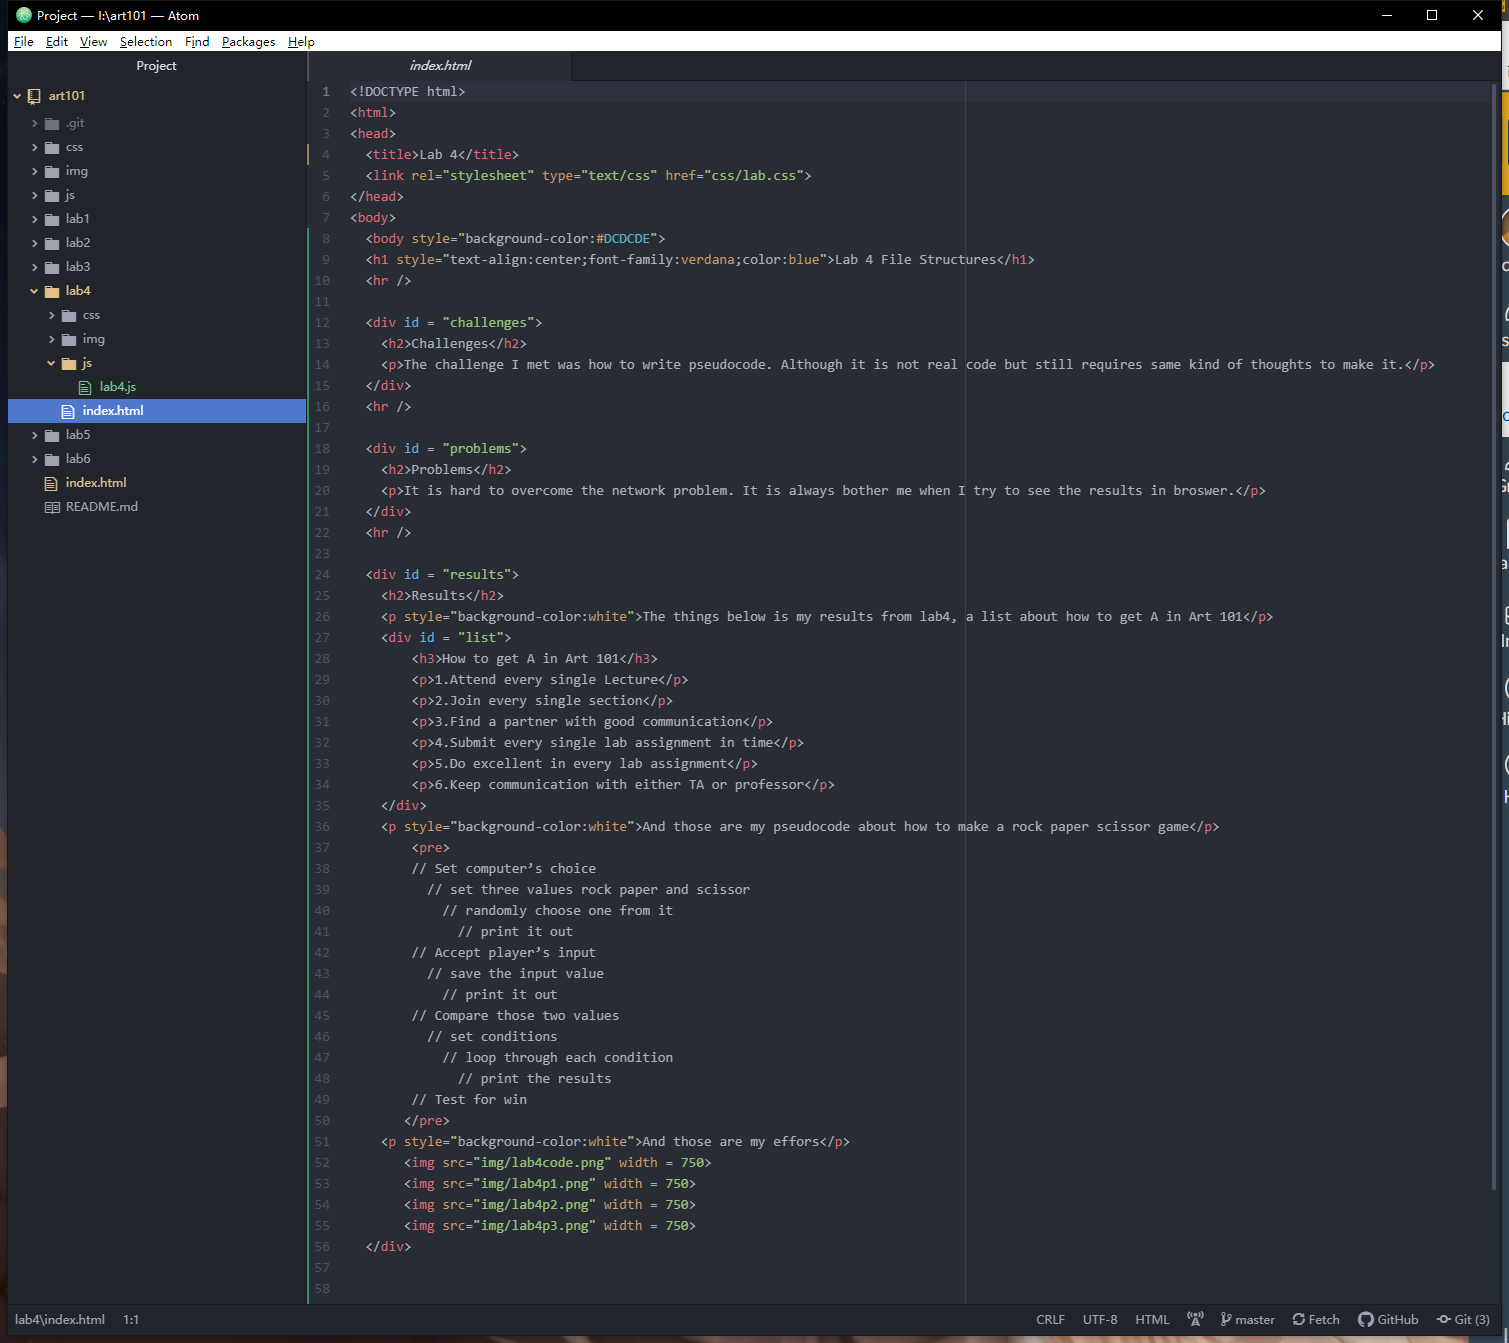 Project — I:\art101 — Atom
File Edit View Selection Find Packages Help
Project
art101
.git
css
img
js
lab1
lab2
lab3
lab4
css
img
js
lab4.js
index.html
lab5
lab6
index.html
README.md
index.html
1 <!DOCTYPE html>
2 <html>
3 <head>
4 <title>Lab 4</title>
5 <link rel="stylesheet" type="text/css" href="css/lab.css">
6 </head>
7 <body>
8 <body style="background-color:#DCDCDE">
9 <h1 style="text-align:center;font-family:verdana;color:blue">Lab 4 File Structures</h1>
10 <hr />
11
12 <div id = "challenges">
13 <h2>Challenges</h2>
14 <p>The challenge I met was how to write pseudocode. Although it is not real code but still requires same kind of thoughts to make it.</p>
15 </div>
16 <hr />
17
18 <div id = "problems">
19 <h2>Problems</h2>
20 <p>It is hard to overcome the network problem. It is always bother me when I try to see the results in broswer.</p>
21 </div>
22 <hr />
23
24 <div id = "results">
25 <h2>Results</h2>
26 <p style="background-color:white">The things below is my results from lab4, a list about how to get A in Art 101</p>
27 <div id = "list">
28 <h3>How to get A in Art 101</h3>
29 <p>1.Attend every single Lecture</p>
30 <p>2.Join every single section</p>
31 <p>3.Find a partner with good communication</p>
32 <p>4.Submit every single lab assignment in time</p>
33 <p>5.Do excellent in every lab assignment</p>
34 <p>6.Keep communication with either TA or professor</p>
35 </div>
36 <p style="background-color:white">And those are my pseudocode about how to make a rock paper scissor game</p>
37 <pre>
38 // Set computer’s choice
39 // set three values rock paper and scissor
40 // randomly choose one from it
41 // print it out
42 // Accept player’s input
43 // save the input value
44 // print it out
45 // Compare those two values
46 // set conditions
47 // loop through each condition
48 // print the results
49 // Test for win
50 </pre>
51 <p style="background-color:white">And those are my effors</p>
52 <img src="img/lab4code.png" width = 750>
53 <img src="img/lab4p1.png" width = 750>
54 <img src="img/lab4p2.png" width = 750>
55 <img src="img/lab4p3.png" width = 750>
56 </div>
57
58
lab4\index.html 1:1 CRLF UTF-8 HTML master Fetch GitHub Git (3)